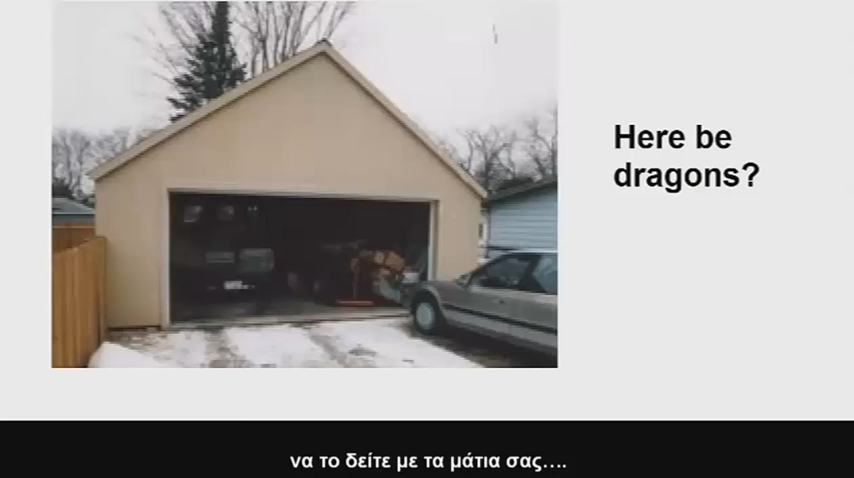 Here be
dragons?
να το δείτε με τα μάτια σας….